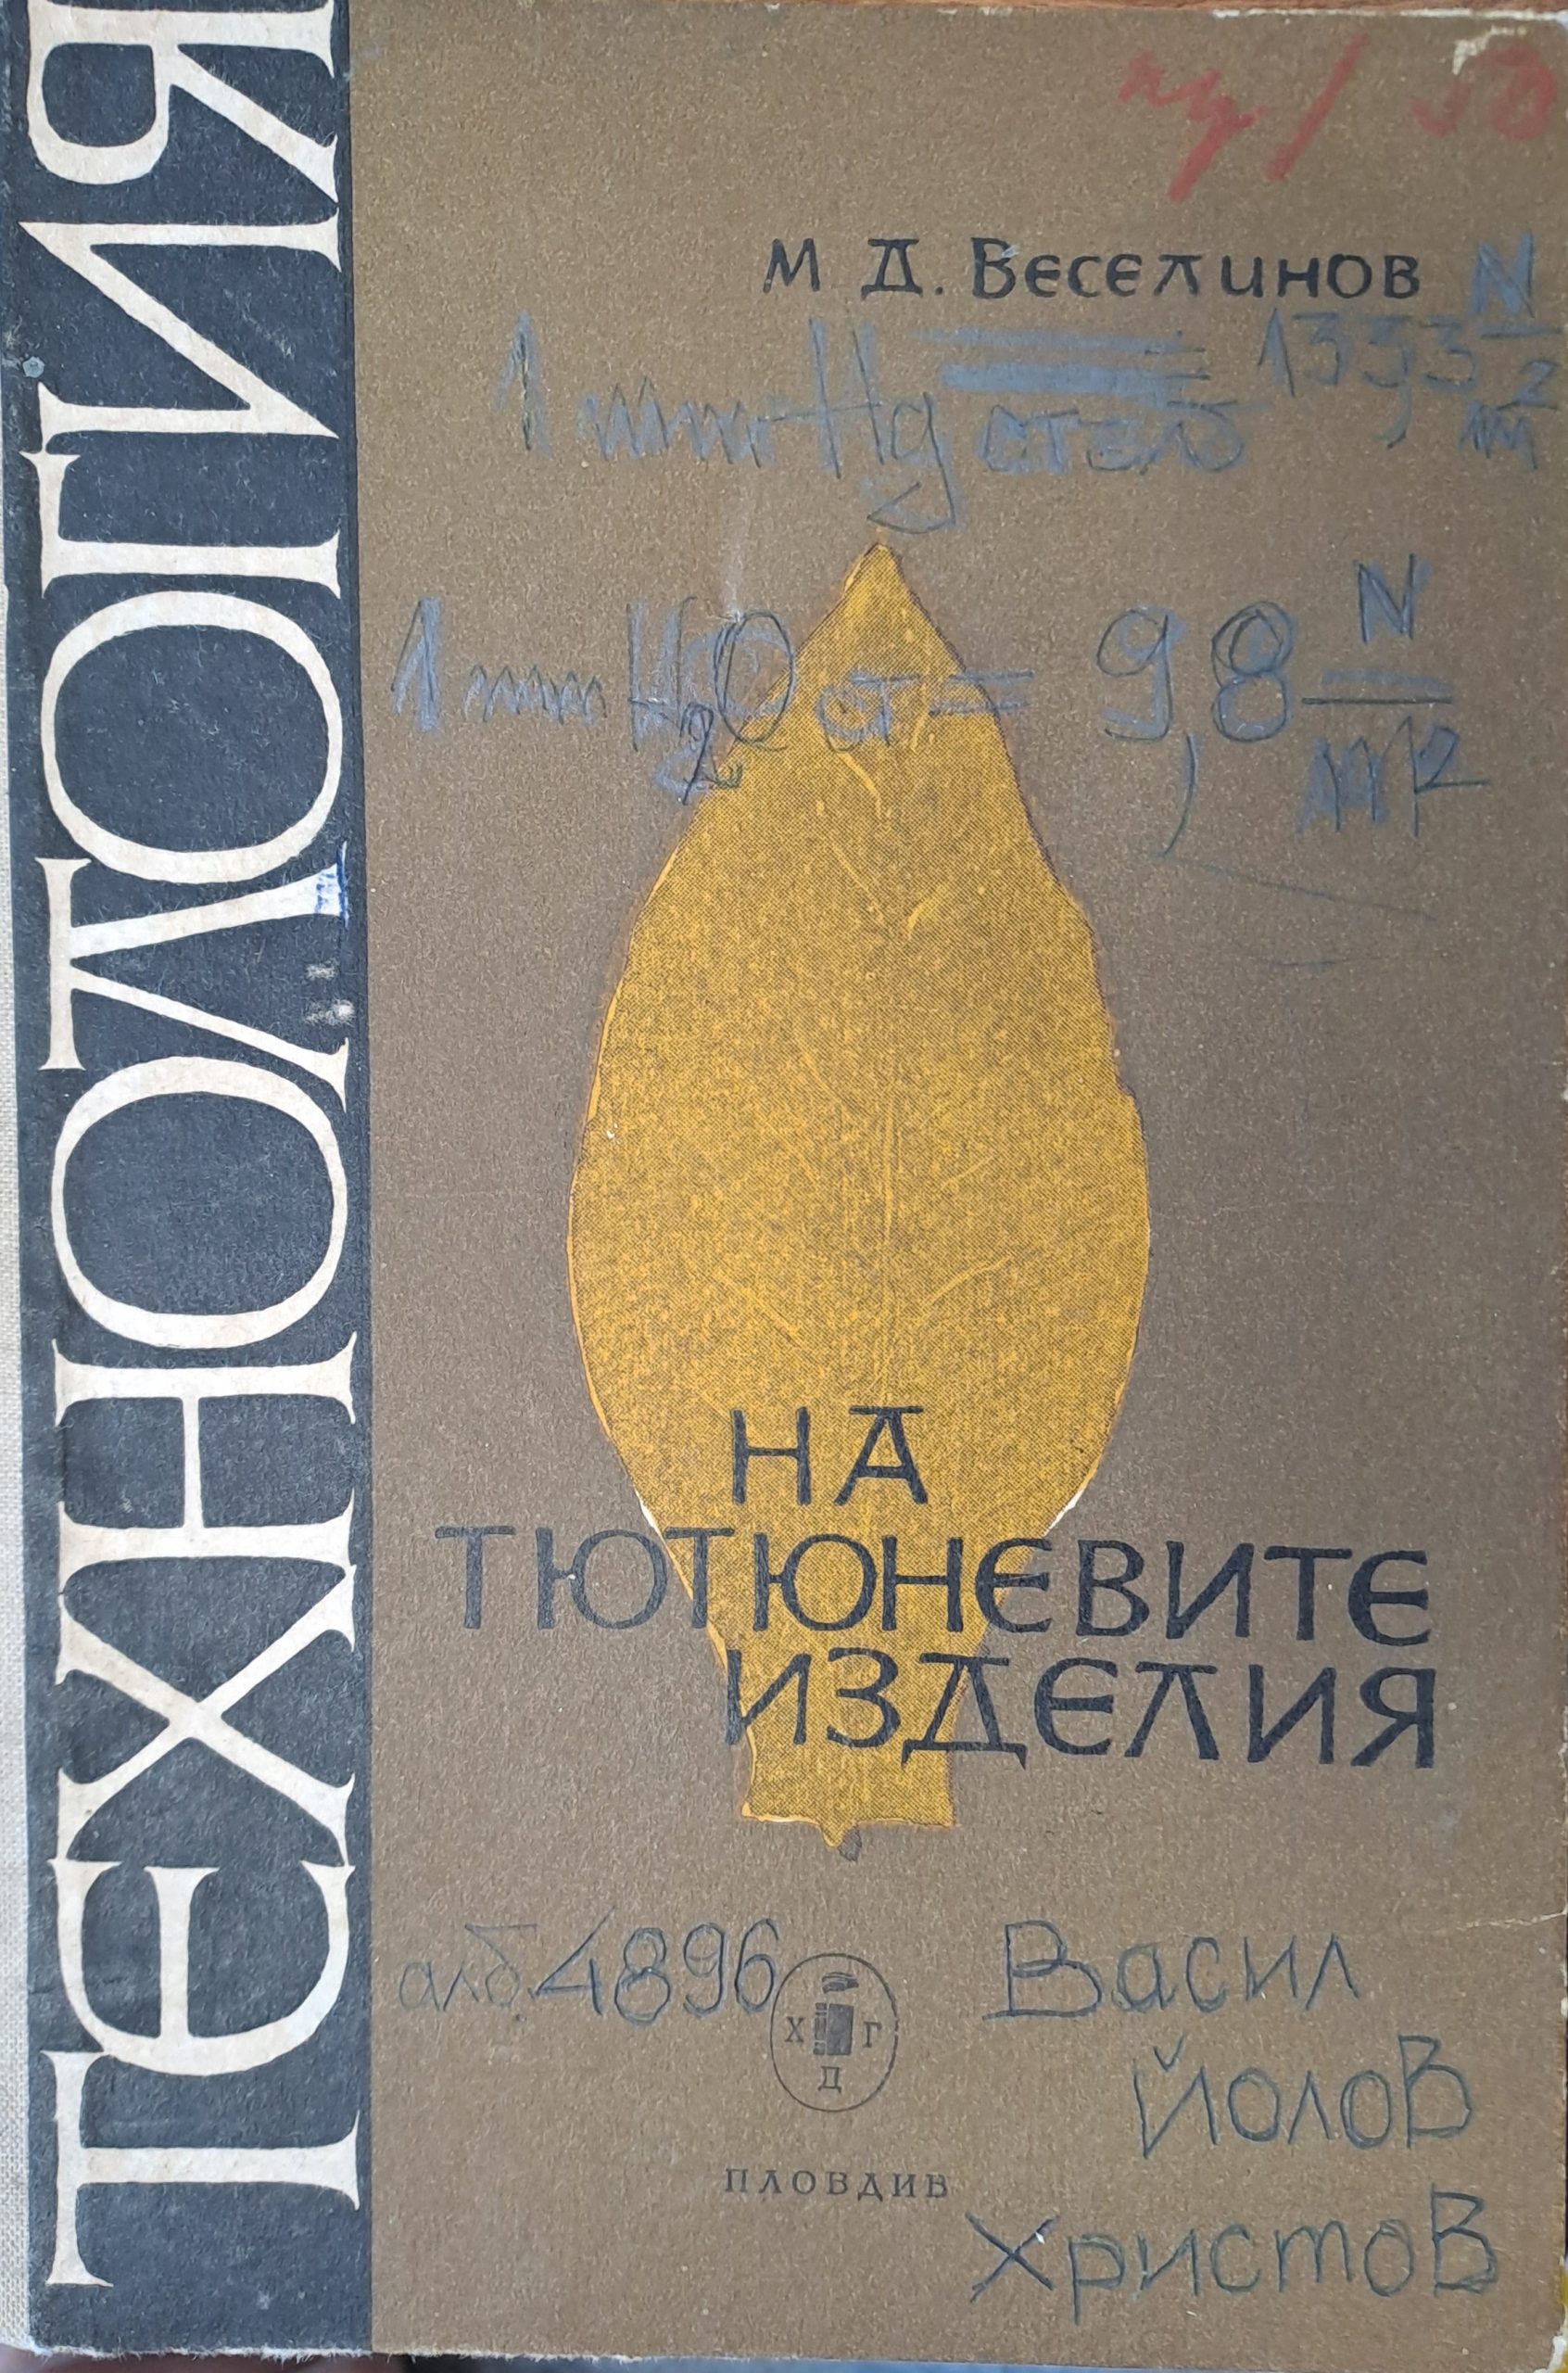 ТЕХНОЛОГИЯ
М Д. Веселинов
1 mm Hg стълб = 133,3 N/m2
1 mm H2O ст = 9,8 N/m2
НА
ТЮТЮНЕВИТЕ
ИЗДЕЛИЯ
4896
Васил
Йолов
Христов
Х Г
Д
ПЛОВДИВ